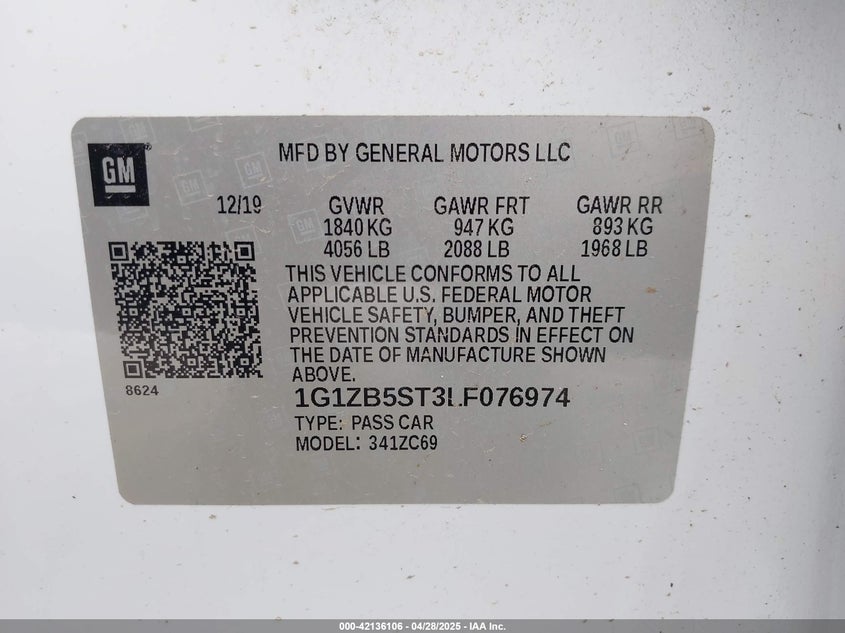 GM
MFD BY GENERAL MOTORS LLC
12/19 GVWR GAWR FRT GAWR RR
1840 KG 947 KG 893 KG
4056 LB 2088 LB 1968 LB
THIS VEHICLE CONFORMS TO ALL
APPLICABLE U.S. FEDERAL MOTOR
VEHICLE SAFETY, BUMPER, AND THEFT
PREVENTION STANDARDS IN EFFECT ON
THE DATE OF MANUFACTURE SHOWN
ABOVE.
8624
1G1ZB5ST3LF076974
TYPE: PASS CAR
MODEL: 341ZC69
000-42136106 / 04/28/2025 - IAA Inc.